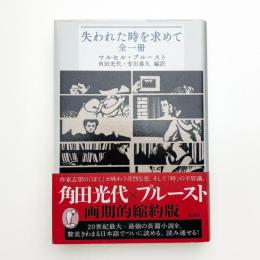 失われた時を求めて
全一冊
マルセル・プルースト
角田光代・芳川泰久 編訳
作家志望の「ぼく」が味わう苛烈な恋、そして「時」の不思議。
角田光代×プルースト
画期的縮約版
20世紀最大・最強の長篇小説を、
贅美きわまる日本語でついに読める、読み通せる!